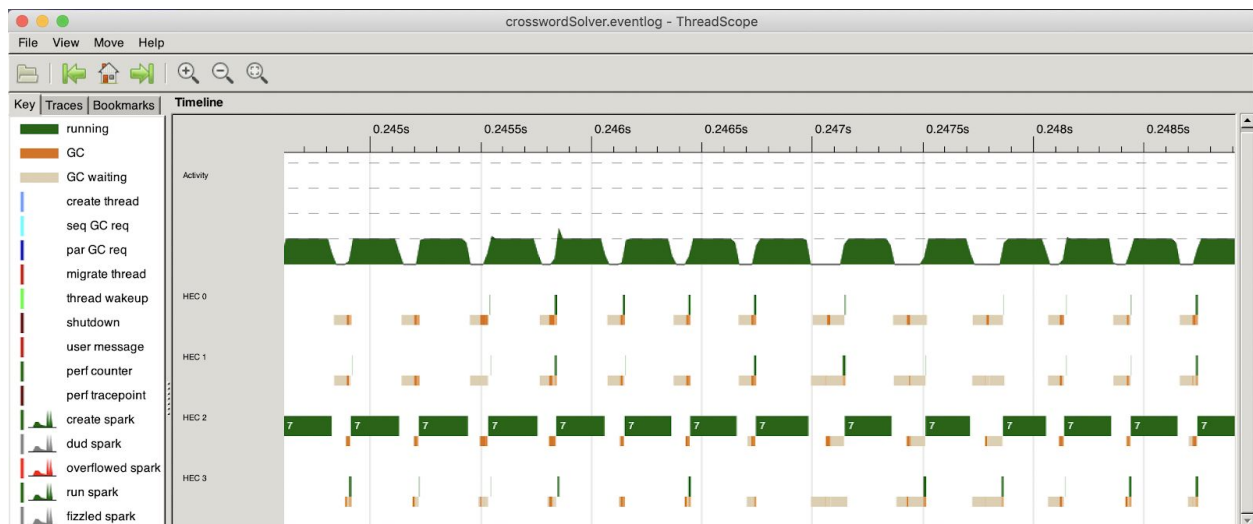 crosswordSolver.eventlog - ThreadScope
File View Move Help
Key Traces Bookmarks
Timeline
running
GC
GC waiting
create thread
seq GC req
par GC req
migrate thread
thread wakeup
shutdown
user message
perf counter
perf tracepoint
create spark
dud spark
overflowed spark
run spark
fizzled spark
0.245s 0.2455s 0.246s 0.2465s 0.247s 0.2475s 0.248s 0.2485s
Activity
HEC 0
HEC 1
HEC 2
7 7 7 7 7 7 7 7 7 7 7 7 7 7
HEC 3